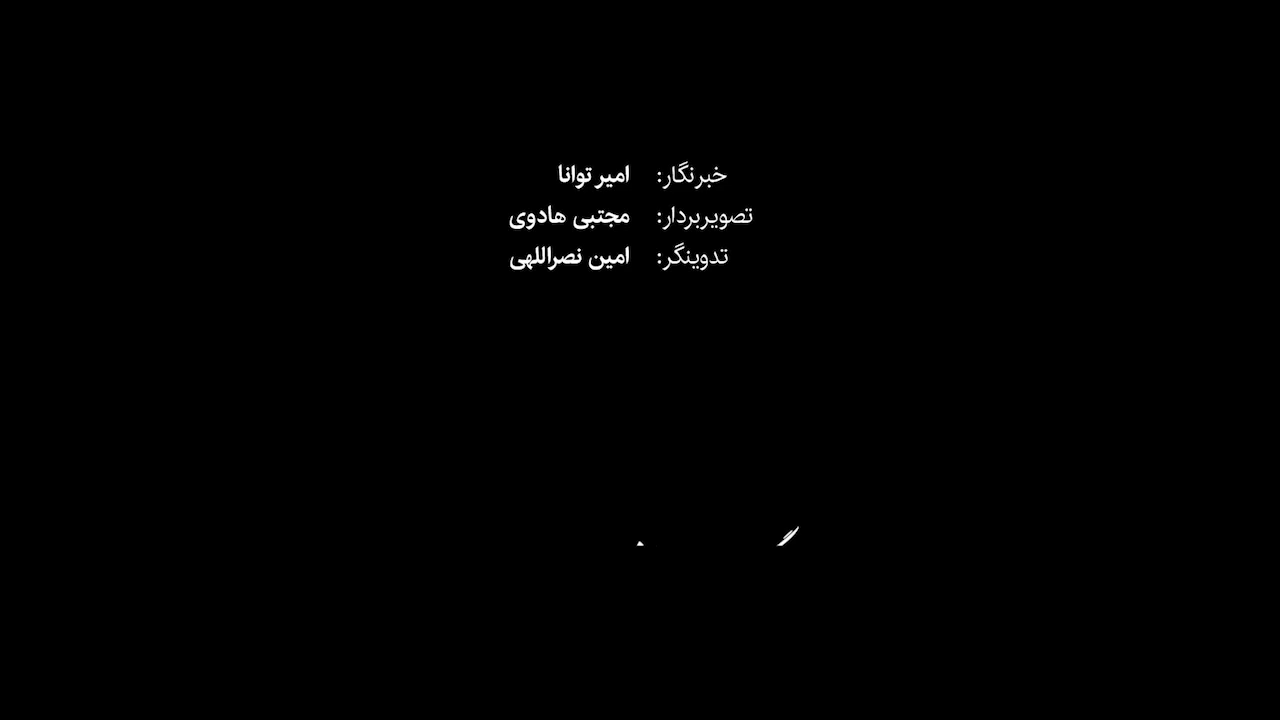 خبرنگار: امیر توانا
تصویربردار: مجتبی هادوی
تدوینگر: امین نصراللهی